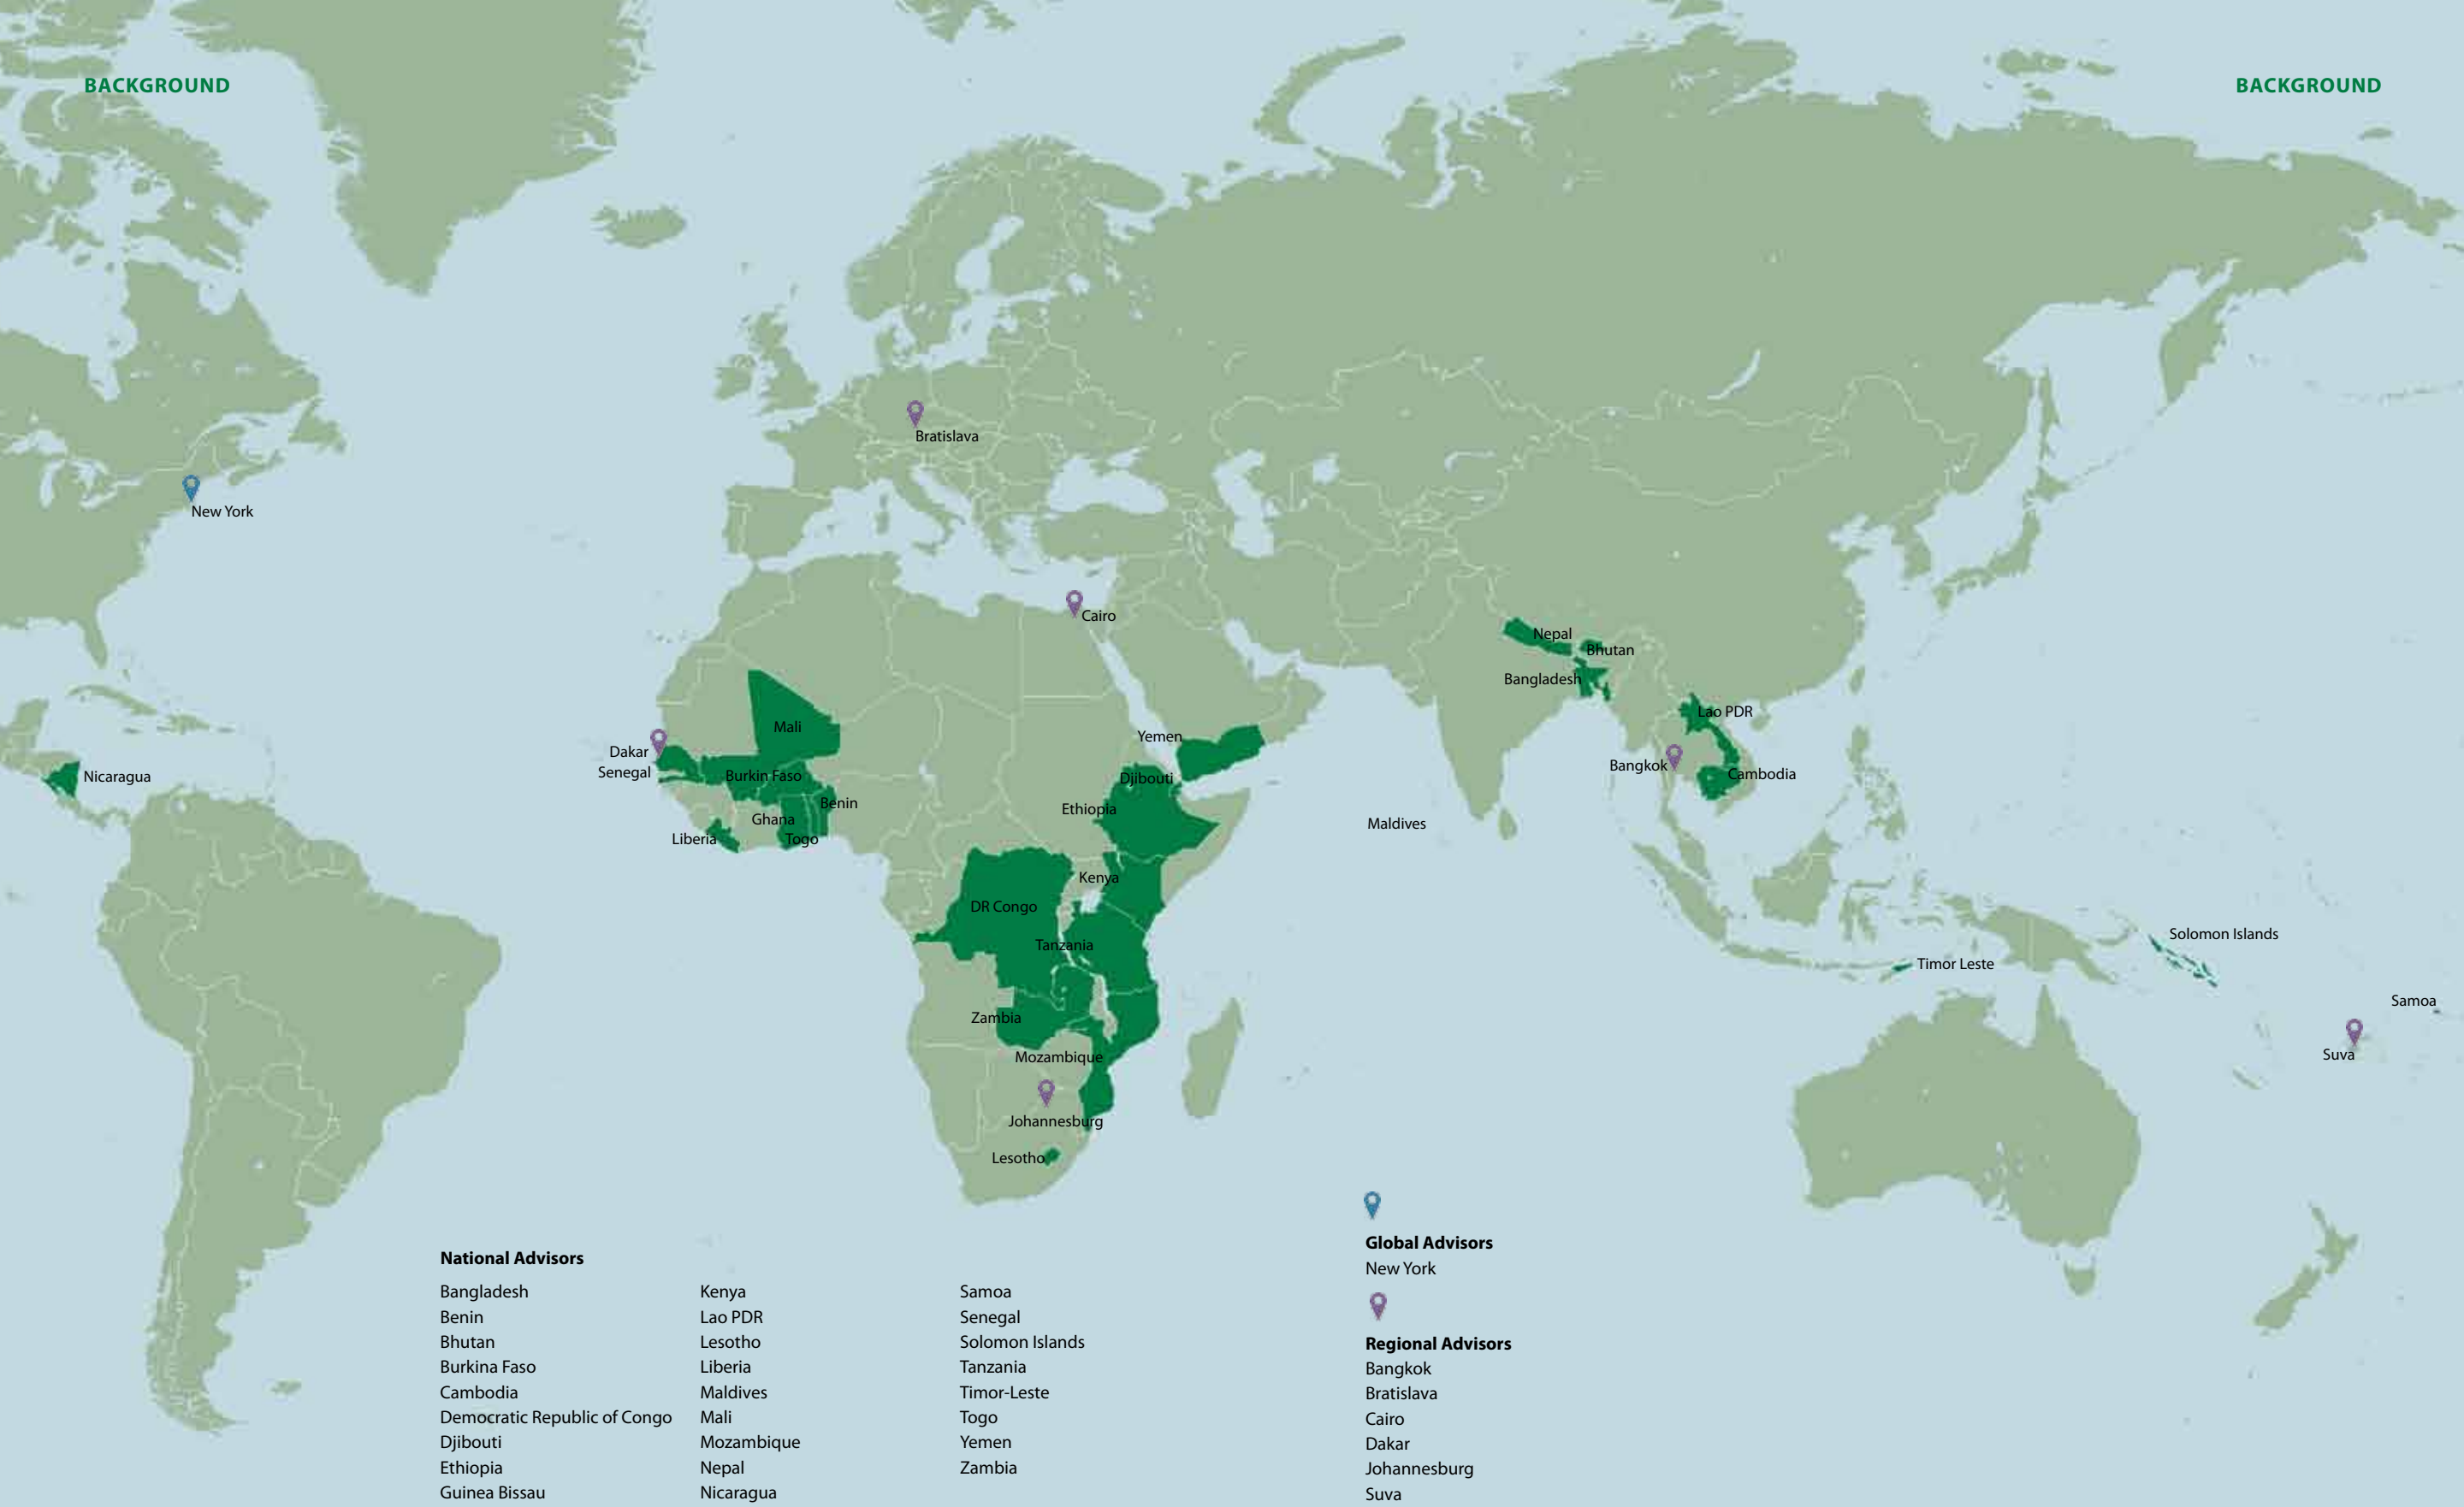 BACKGROUND
BACKGROUND
Bratislava
New York
Cairo
Nepal
Bhutan
Bangladesh
Lao PDR
Mali
Yemen
Dakar
Senegal
Bangkok
Nicaragua
Burkin Faso
Djibouti
Cambodia
Benin
Ethiopia
Ghana
Maldives
Liberia
Togo
Kenya
DR Congo
Solomon Islands
Tanzania
Timor Leste
Samoa
Zambia
Mozambique
Suva
Johannesburg
Lesotho
National Advisors
Bangladesh
Benin
Bhutan
Burkina Faso
Cambodia
Democratic Republic of Congo
Djibouti
Ethiopia
Guinea Bissau
Kenya
Lao PDR
Lesotho
Liberia
Maldives
Mali
Mozambique
Nepal
Nicaragua
Samoa
Senegal
Solomon Islands
Tanzania
Timor-Leste
Togo
Yemen
Zambia
Global Advisors
New York
Regional Advisors
Bangkok
Bratislava
Cairo
Dakar
Johannesburg
Suva